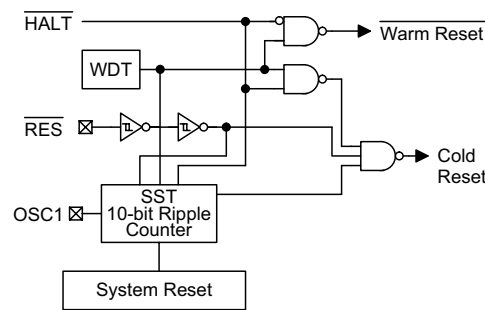 HALT
Warm Reset
WDT
RES
Cold
Reset
SST
10-bit Ripple
Counter
OSC1
System Reset